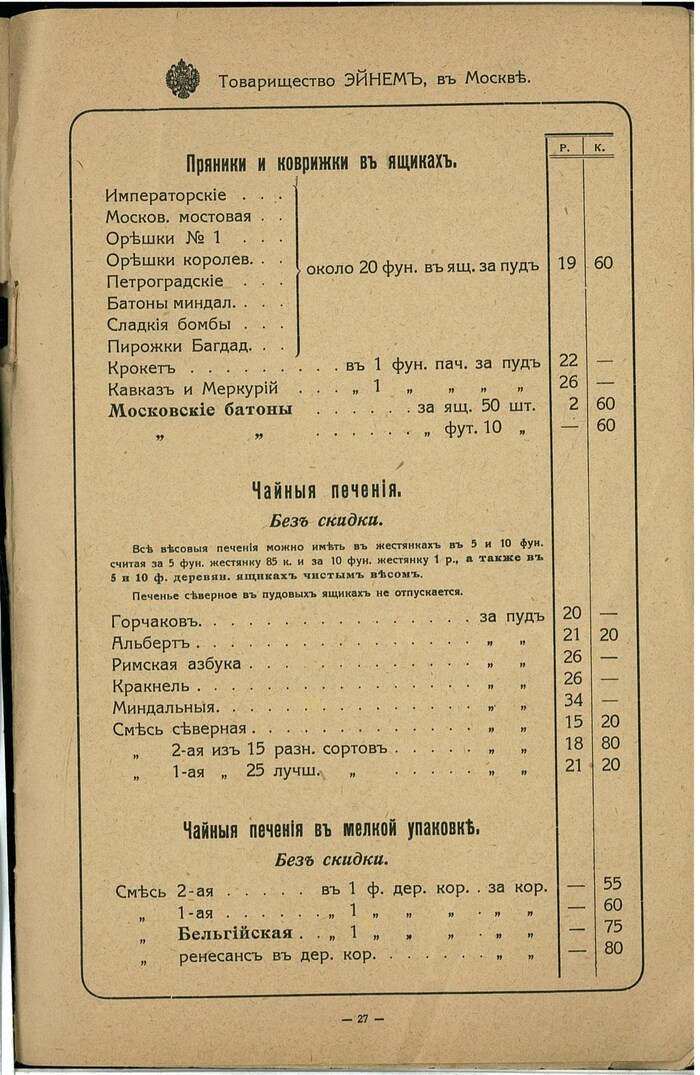 Товарищество ЭЙНЕМЪ, въ Москвѣ.
Р. К.
Пряники и коврижки въ ящикахъ.
Императорскіе . . .
Москов. мостовая . .
Орѣшки № 1 . . .
Орѣшки королев. . .
около 20 фун. въ ящ. за пудъ 19 60
Петроградскіе . . .
Батоны миндал. . . .
Сладкія бомбы . . .
Пирожки Багдад. . .
Крокетъ . . . . . . . . . въ 1 фун. пач. за пудъ 22 —
Кавказъ и Меркурій . . . „ 1 „ „ „ „ 26 —
Московскіе батоны . . . . . . за ящ. 50 шт. 2 60
„ „ . . . . . . „ фут. 10 „ — 60
Чайныя печенія.
Безъ скидки.
Всѣ вѣсовыя печенія можно имѣть въ жестянкахъ въ 5 и 10 фун.
считая за 5 фун. жестянку 85 к. и за 10 фун. жестянку 1 р., а также въ
5 и 10 ф. деревян. ящикахъ чистымъ вѣсомъ.
Печенье сѣверное въ пудовыхъ ящикахъ не отпускается.
Горчаковъ. . . . . . . . . . . . . . . . . за пудъ 20 —
Альбертъ . . . . . . . . . . . . . . . . . „ „ 21 20
Римская азбука . . . . . . . . . . . . . . „ „ 26 —
Кракнель . . . . . . . . . . . . . . . . . „ „ 26 —
Миндальныя. . . . . . . . . . . . . . . . „ „ 34 —
Смѣсь сѣверная . . . . . . . . . . . . . . „ „ 15 20
„ 2-ая изъ 15 разн. сортовъ . . . . . „ „ 18 80
„ 1-ая „ 25 лучш. „ . . . . . „ „ 21 20
Чайныя печенія въ мелкой упаковкѣ.
Безъ скидки.
Смѣсь 2-ая . . . . . въ 1 ф. дер. кор. . за кор. — 55
„ 1-ая . . . . . . „ 1 „ „ „ . „ „ — 60
„ Бельгійская . . „ 1 „ „ „ . „ „ — 75
„ ренесансъ въ дер. кор. . . . . . . „ „ — 80
— 27 —